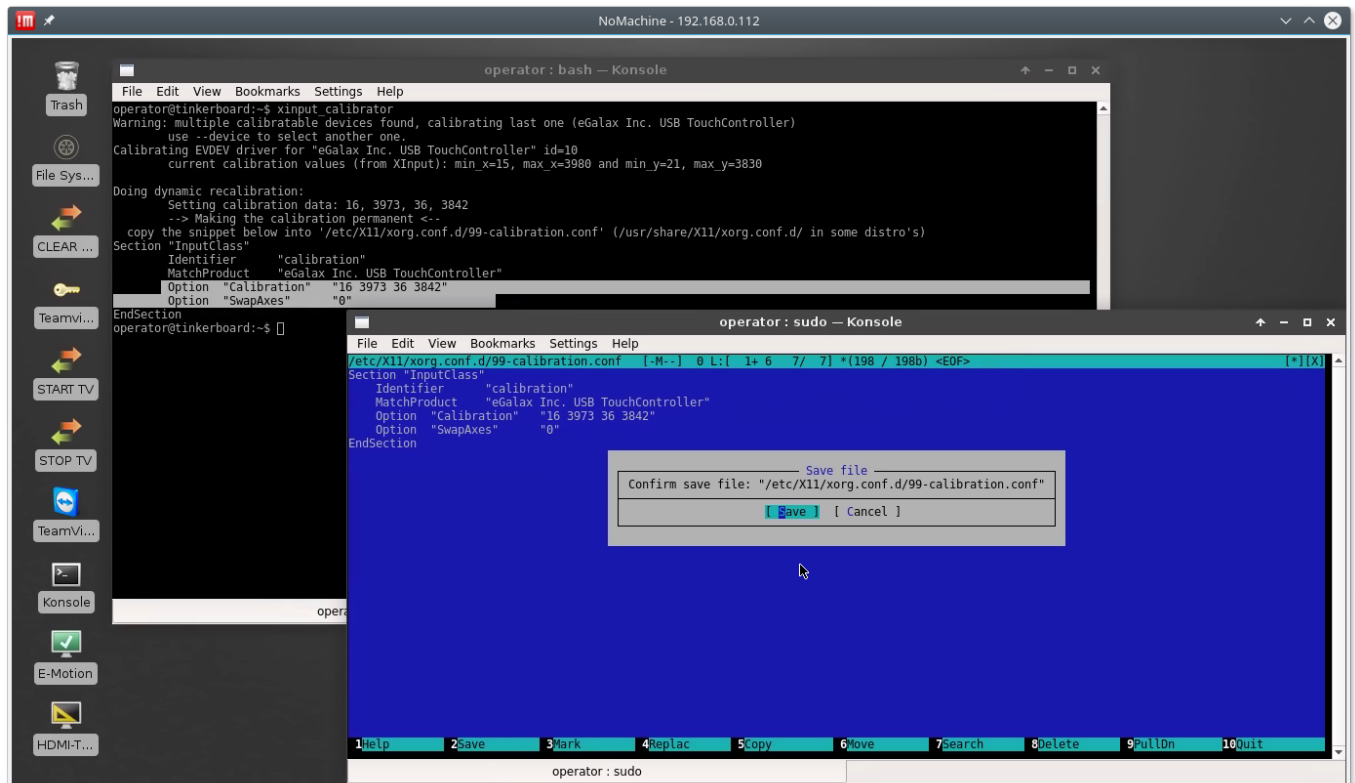 NoMachine - 192.168.0.112
Trash
File Sys...
CLEAR ...
Teamvi...
START TV
STOP TV
TeamVi...
Konsole
E-Motion
HDMI-T...
operator : bash — Konsole
File Edit View Bookmarks Settings Help
operator@tinkerboard:~$ xinput_calibrator
Warning: multiple calibratable devices found, calibrating last one (eGalax Inc. USB TouchController)
use --device to select another one.
Calibrating EVDEV driver for "eGalax Inc. USB TouchController" id=10
current calibration values (from XInput): min_x=15, max_x=3980 and min_y=21, max_y=3830
Doing dynamic recalibration:
Setting calibration data: 16, 3973, 36, 3842
--> Making the calibration permanent <--
copy the snippet below into '/etc/X11/xorg.conf.d/99-calibration.conf' (/usr/share/X11/xorg.conf.d/ in some distro's)
Section "InputClass"
Identifier "calibration"
MatchProduct "eGalax Inc. USB TouchController"
Option "Calibration" "16 3973 36 3842"
Option "SwapAxes" "0"
EndSection
operator@tinkerboard:~$
opera
operator : sudo — Konsole
File Edit View Bookmarks Settings Help
/etc/X11/xorg.conf.d/99-calibration.conf [-M--] 0 L:[ 1+ 6 7/ 7] *(198 / 198b) <EOF> [*][X]
Section "InputClass"
Identifier "calibration"
MatchProduct "eGalax Inc. USB TouchController"
Option "Calibration" "16 3973 36 3842"
Option "SwapAxes" "0"
EndSection
Save file
Confirm save file: "/etc/X11/xorg.conf.d/99-calibration.conf"
[ Save ] [ Cancel ]
1Help 2Save 3Mark 4Replac 5Copy 6Move 7Search 8Delete 9PullDn 10Quit
operator : sudo